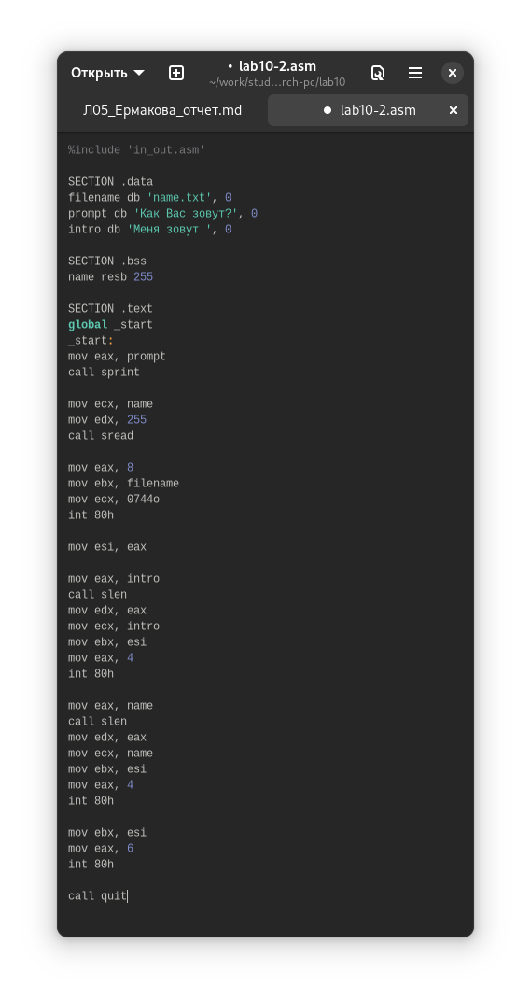 Открыть
• lab10-2.asm
~/work/stud...rch-pc/lab10
Л05_Ермакова_отчет.md
● lab10-2.asm
%include 'in_out.asm'
SECTION .data
filename db 'name.txt', 0
prompt db 'Как Вас зовут?', 0
intro db 'Меня зовут ', 0
SECTION .bss
name resb 255
SECTION .text
global _start
_start:
mov eax, prompt
call sprint
mov ecx, name
mov edx, 255
call sread
mov eax, 8
mov ebx, filename
mov ecx, 0744o
int 80h
mov esi, eax
mov eax, intro
call slen
mov edx, eax
mov ecx, intro
mov ebx, esi
mov eax, 4
int 80h
mov eax, name
call slen
mov edx, eax
mov ecx, name
mov ebx, esi
mov eax, 4
int 80h
mov ebx, esi
mov eax, 6
int 80h
call quit